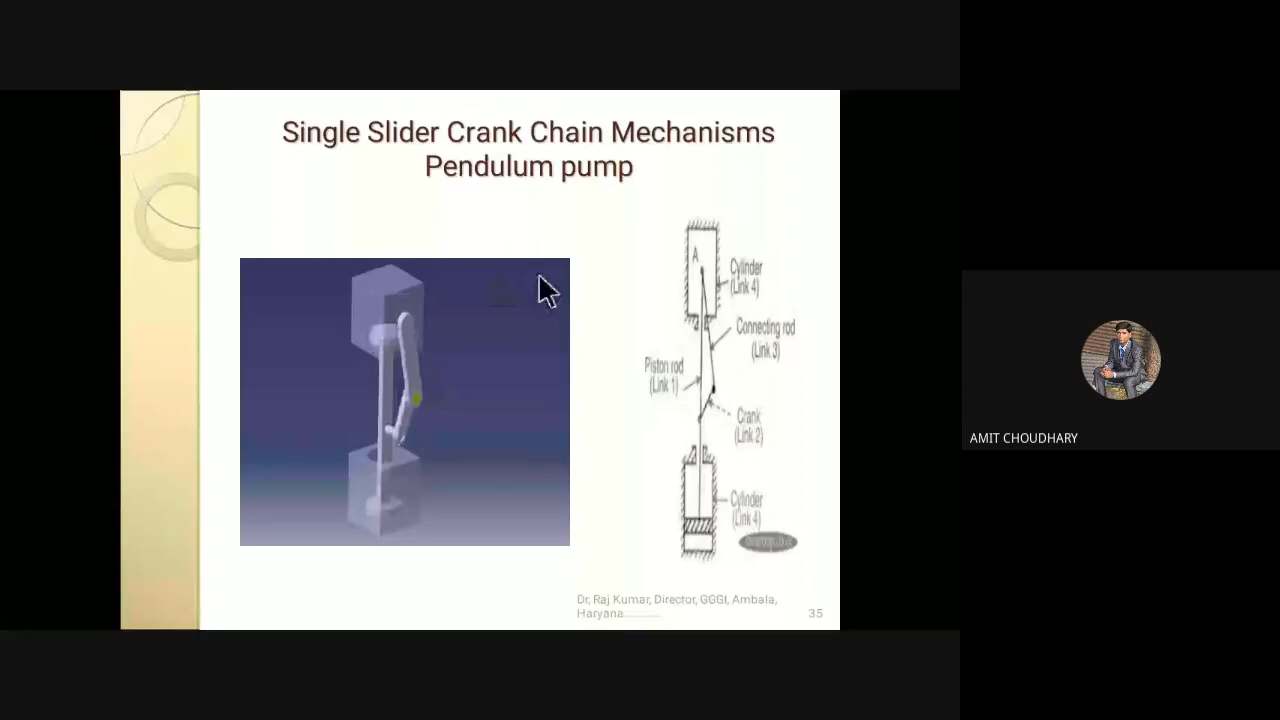 Single Slider Crank Chain Mechanisms
Pendulum pump
A
Cylinder
(Link 4)
Connecting rod
(Link 3)
Piston rod
(Link 1)
Crank
(Link 2)
Cylinder
(Link 4)
Dr, Raj Kumar, Director, GGGI, Ambala,
Haryana
35
AMIT CHOUDHARY